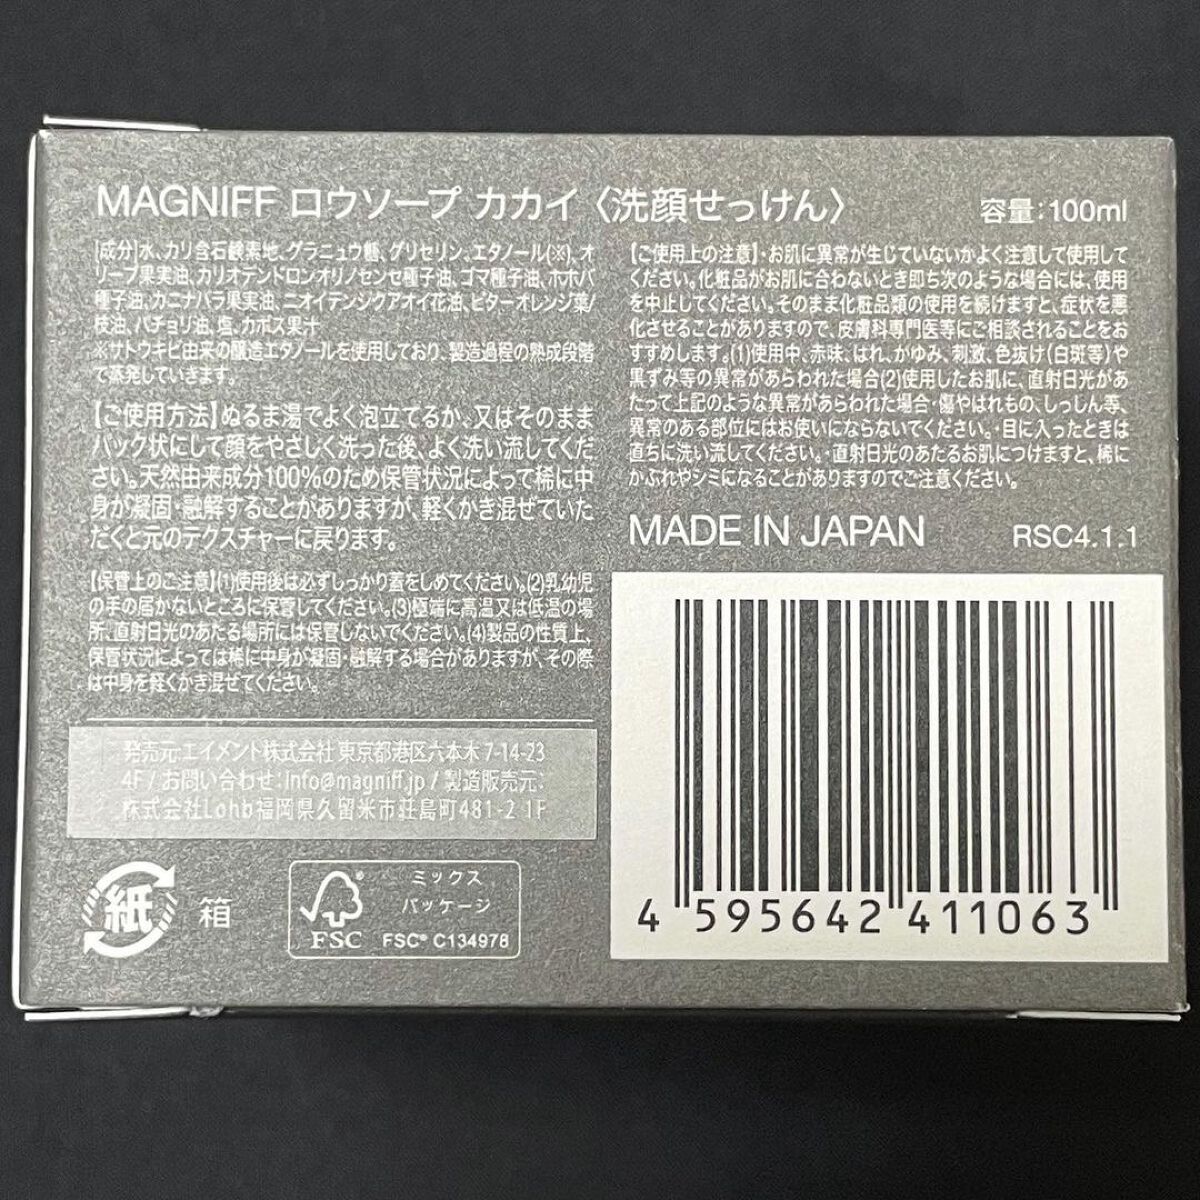 MAGNIFF ロウソープ カカイ〈洗顔せっけん〉
容量:100ml
[成分]水、カリ含石鹸素地、グラニュウ糖、グリセリン、エタノール(※)、オ
リーブ果実油、カリオデンドロンオリノセンセ種子油、ゴマ種子油、ホホバ
種子油、カニナバラ果実油、ニオイテンジクアオイ花油、ビターオレンジ葉/
枝油、パチョリ油、塩、カボス果汁
※サトウキビ由来の醸造エタノールを使用しており、製造過程の熟成段階
で蒸発していきます。
【ご使用方法】ぬるま湯でよく泡立てるか、又はそのまま
パック状にして顔をやさしく洗った後、よく洗い流してくだ
さい。天然由来成分100%のため保管状況によって稀に中
身が凝固・融解することがありますが、軽くかき混ぜていた
だくと元のテクスチャーに戻ります。
【保管上のご注意】(1)使用後は必ずしっかり蓋をしめてください。(2)乳幼児
の手の届かないところに保管してください。(3)極端に高温又は低温の場
所、直射日光のあたる場所には保管しないでください。(4)製品の性質上、
保管状況によっては稀に中身が凝固・融解する場合がありますが、その際
は中身を軽くかき混ぜてください。
発売元:エイメント株式会社 東京都港区六本木 7-14-23
4F / お問い合わせ:info@magniff.jp / 製造販売元:
株式会社Lohb福岡県久留米市荘島町481-2 1F
紙 箱
FSC
ミックス
パッケージ
FSC® C134978
【ご使用上の注意】・お肌に異常が生じていないかよく注意して使用して
ください。化粧品がお肌に合わないとき即ち次のような場合には、使用
を中止してください。そのまま化粧品類の使用を続けますと、症状を悪
化させることがありますので、皮膚科専門医等にご相談されることをお
すすめします。(1)使用中、赤味、はれ、かゆみ、刺激、色抜け(白斑等)や
黒ずみ等の異常があらわれた場合(2)使用したお肌に、直射日光があ
たって上記のような異常があらわれた場合・傷やはれもの、しっしん等、
異常のある部位にはお使いにならないでください。・目に入ったときは
直ちに洗い流してください。・直射日光のあたるお肌につけますと、稀に
かぶれやシミになることがありますのでご注意ください。
MADE IN JAPAN
RSC4.1.1
4 595642 411063